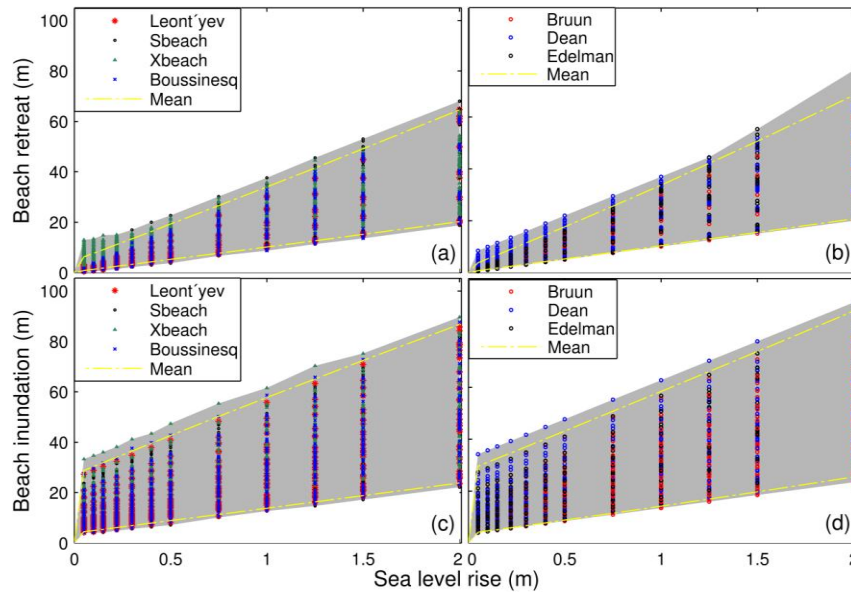 100
80
60
40
20
0
Beach retreat (m)
Leont´yev
Sbeach
Xbeach
Boussinesq
Mean
(a)
Bruun
Dean
Edelman
Mean
(b)
100
80
60
40
20
0
Beach inundation (m)
Leont´yev
Sbeach
Xbeach
Boussinesq
Mean
(c)
Bruun
Dean
Edelman
Mean
(d)
0 0.5 1 1.5 2 0 0.5 1 1.5 2
Sea level rise (m)